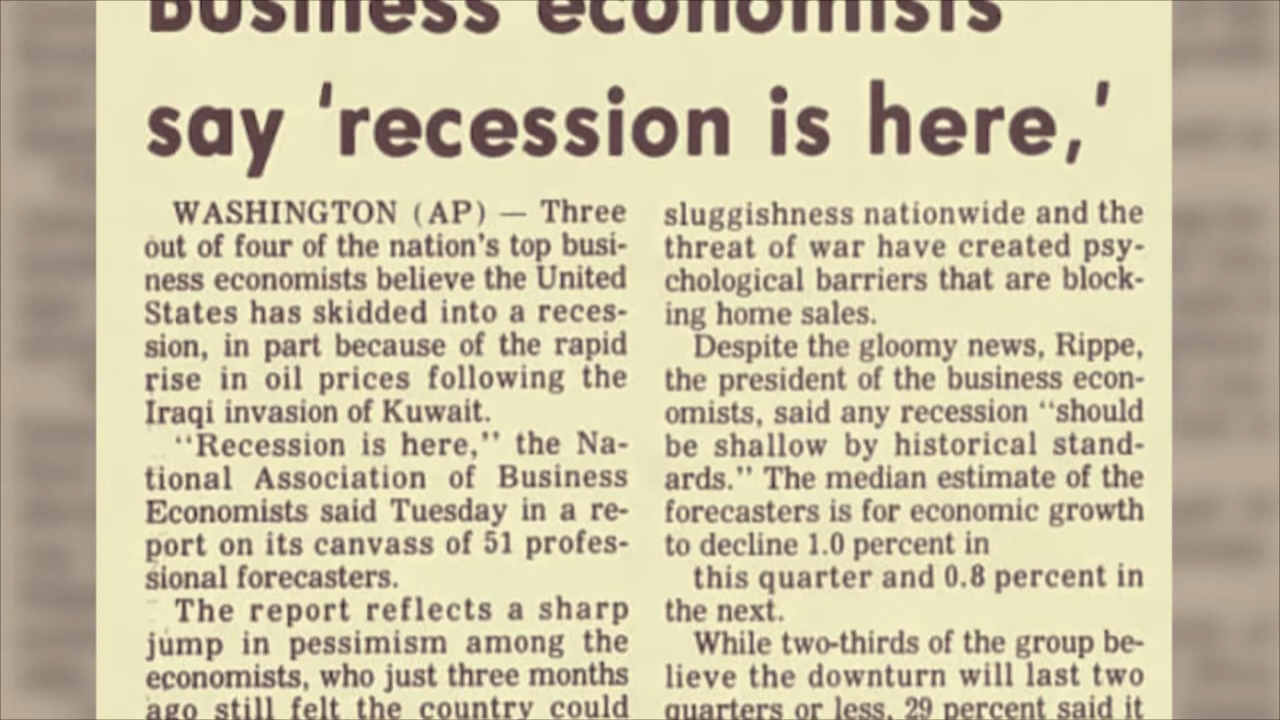 Business economists
say 'recession is here,'
WASHINGTON (AP) — Three
out of four of the nation's top busi-
ness economists believe the United
States has skidded into a reces-
sion, in part because of the rapid
rise in oil prices following the
Iraqi invasion of Kuwait.
"Recession is here," the Na-
tional Association of Business
Economists said Tuesday in a re-
port on its canvass of 51 profes-
sional forecasters.
The report reflects a sharp
jump in pessimism among the
economists, who just three months
ago still felt the country could
sluggishness nationwide and the
threat of war have created psy-
chological barriers that are block-
ing home sales.
Despite the gloomy news, Rippe,
the president of the business econ-
omists, said any recession "should
be shallow by historical stand-
ards." The median estimate of the
forecasters is for economic growth
to decline 1.0 percent in
this quarter and 0.8 percent in
the next.
While two-thirds of the group be-
lieve the downturn will last two
quarters or less, 29 percent said it